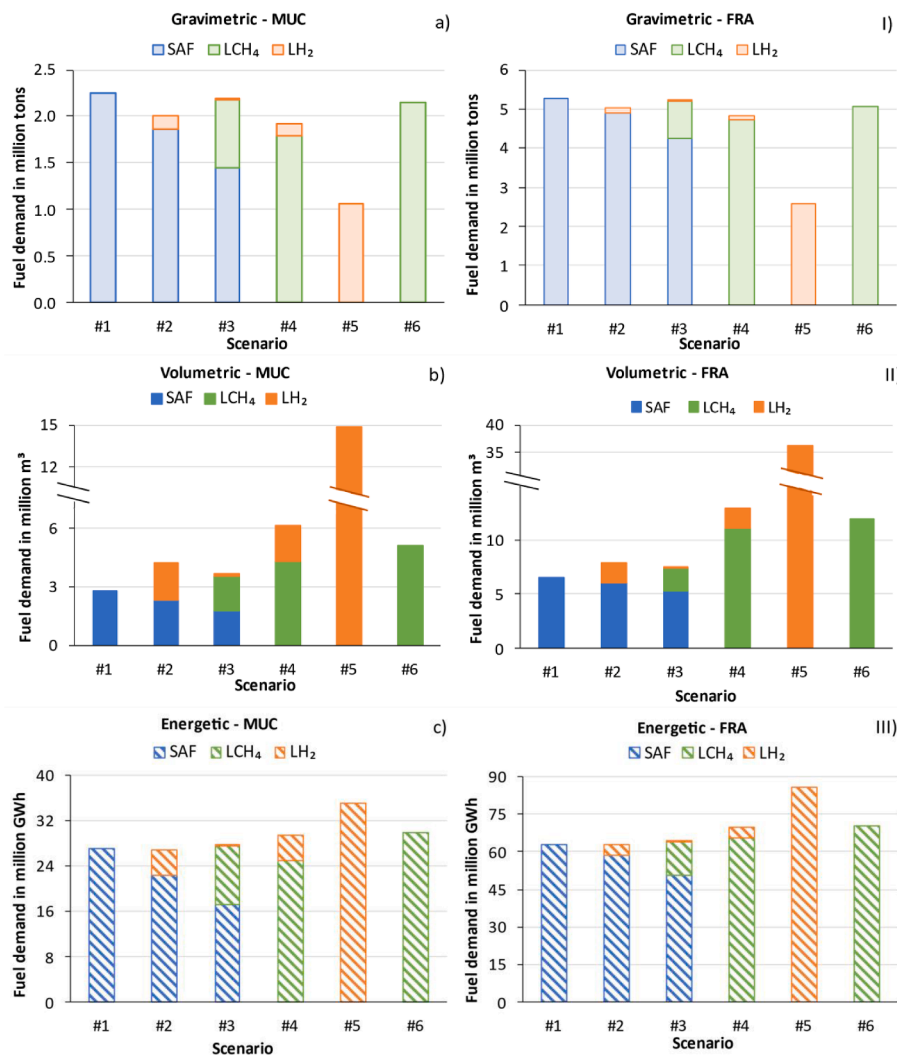 Gravimetric - MUC
a)
SAF LCH₄ LH₂
Fuel demand in million tons
2.5
2.0
1.5
1.0
0.5
0.0
#1 #2 #3 #4 #5 #6
Scenario
Gravimetric - FRA
I)
SAF LCH₄ LH₂
Fuel demand in million tons
6
5
4
3
2
1
0
#1 #2 #3 #4 #5 #6
Scenario
Volumetric - MUC
b)
SAF LCH₄ LH₂
Fuel demand in million m³
15
12
6
3
0
#1 #2 #3 #4 #5 #6
Scenario
Volumetric - FRA
II)
SAF LCH₄ LH₂
Fuel demand in million m³
40
35
10
5
0
#1 #2 #3 #4 #5 #6
Scenario
Energetic - MUC
c)
SAF LCH₄ LH₂
Fuel demand in million GWh
40
32
24
16
8
0
#1 #2 #3 #4 #5 #6
Scenario
Energetic - FRA
III)
SAF LCH₄ LH₂
Fuel demand in million GWh
90
75
60
45
30
15
0
#1 #2 #3 #4 #5 #6
Scenario